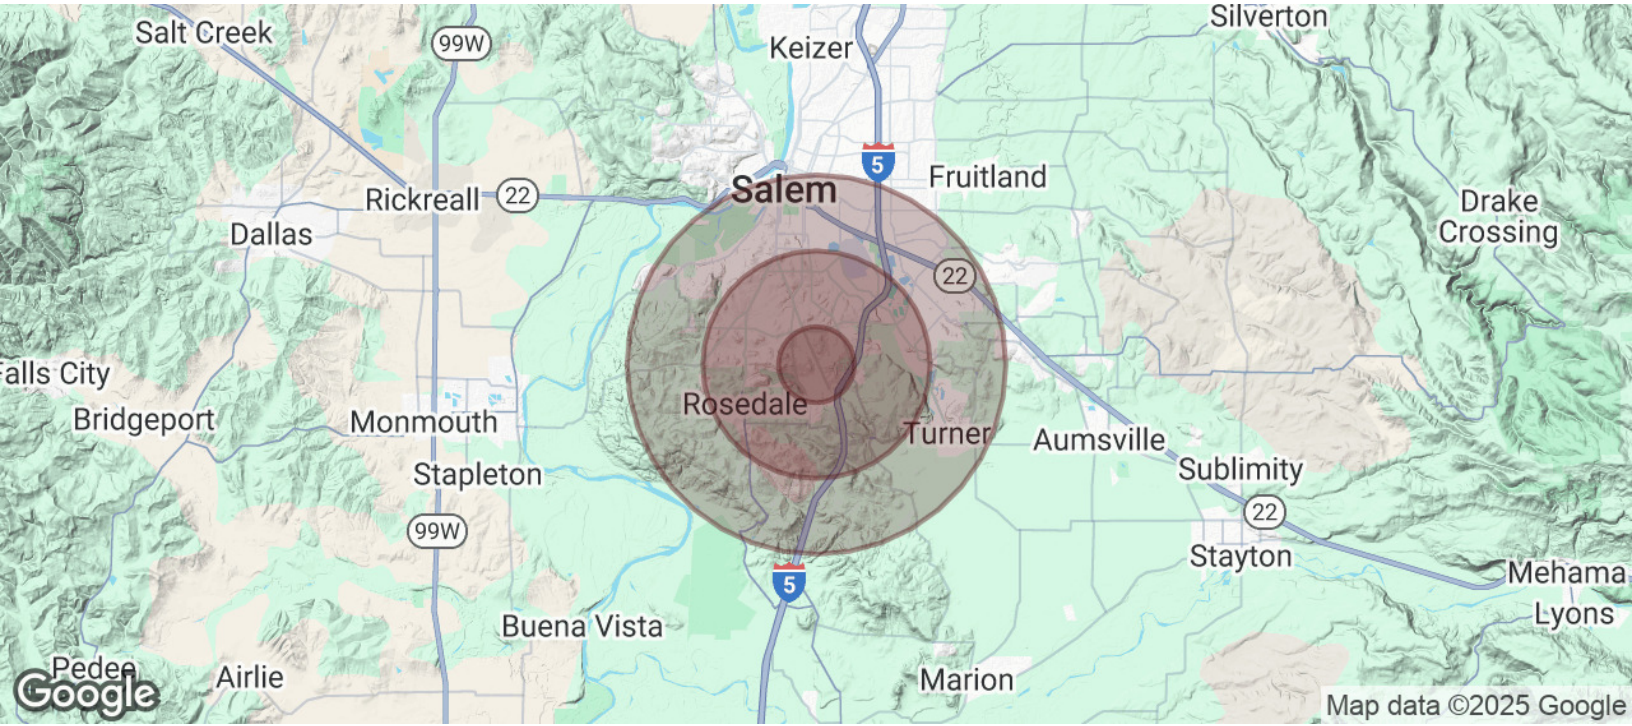 Silverton
Salt Creek
99W
Keizer
5
Fruitland
Salem
Rickreall
22
Drake
Crossing
Dallas
22
Falls City
Rosedale
Bridgeport
Monmouth
Turner
Aumsville
Stapleton
Sublimity
99W
22
Stayton
5
Mehama
Lyons
Buena Vista
Pedee
Airlie
Marion
Google
Map data ©2025 Google